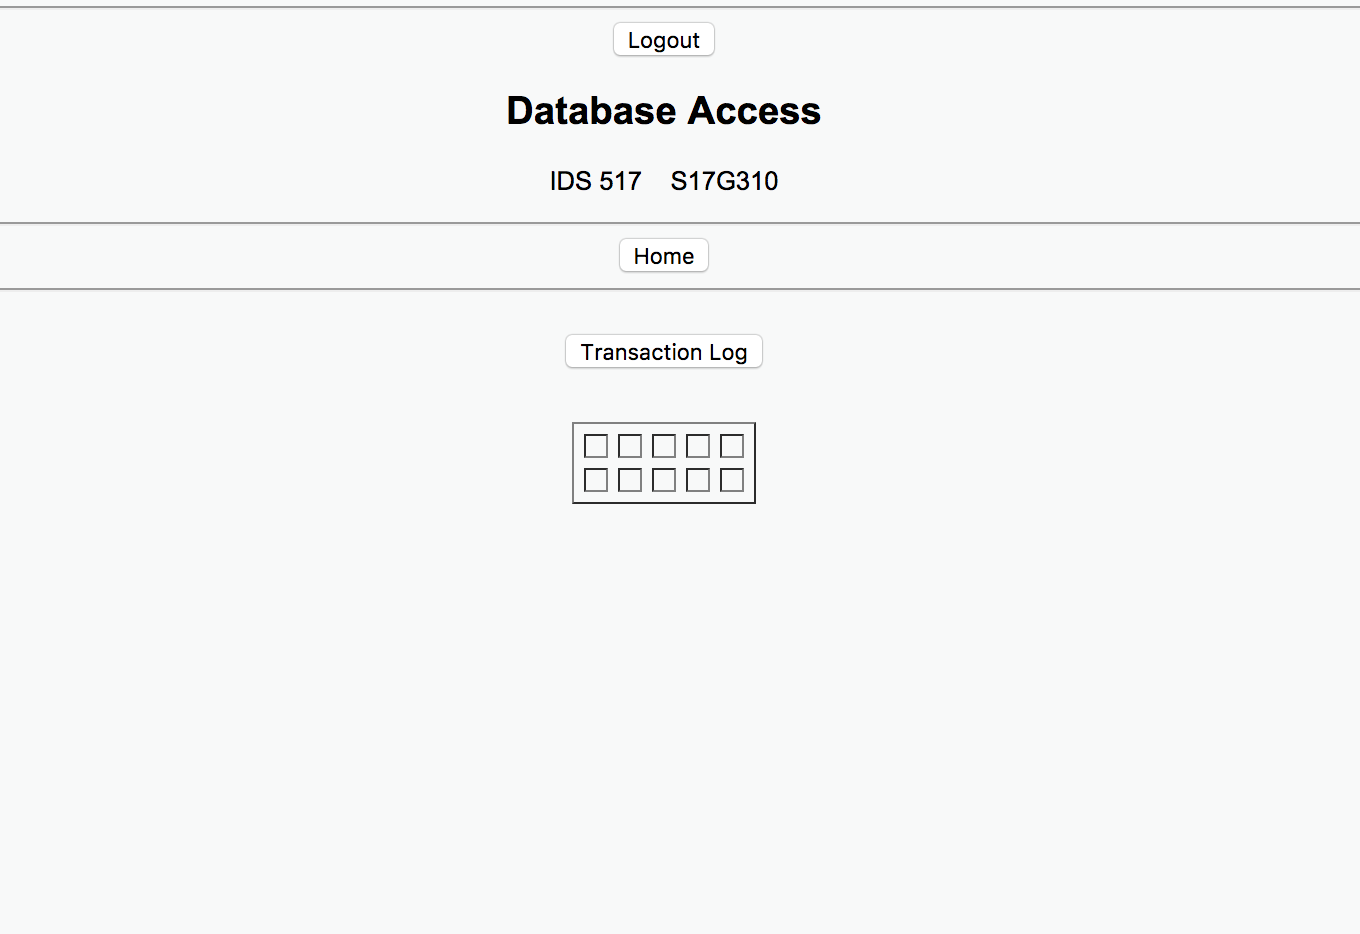 Logout
Database Access
IDS 517 S17G310
Home
Transaction Log